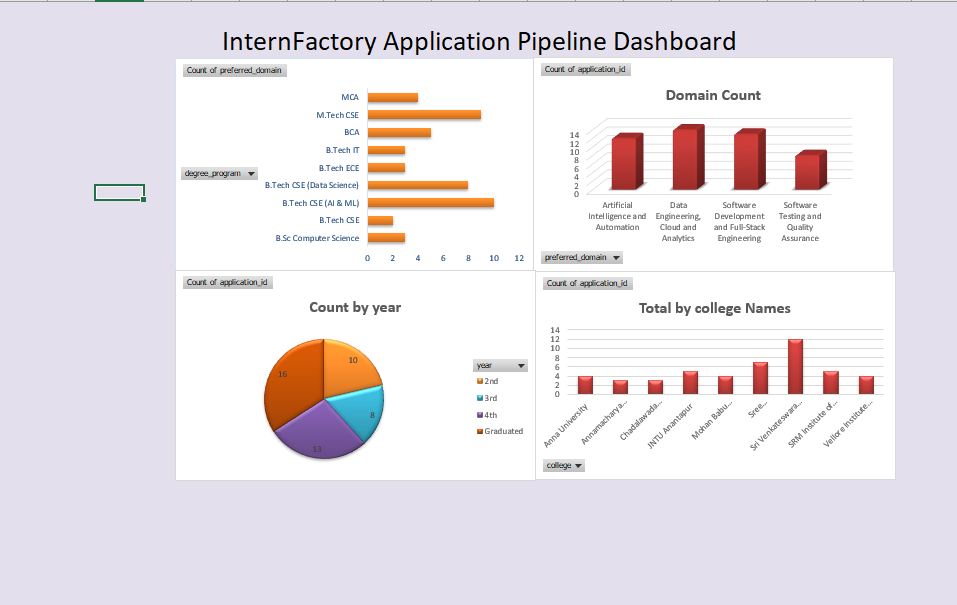 InternFactory Application Pipeline Dashboard
Count of preferred_domain
MCA
M.Tech CSE
BCA
B.Tech IT
B.Tech ECE
B.Tech CSE (Data Science)
B.Tech CSE (AI & ML)
B.Tech CSE
B.Sc Computer Science
0 2 4 6 8 10 12
degree_program
Count of application_id
Domain Count
14
12
10
8
6
4
2
0
Artificial
Intelligence and
Automation
Data
Engineering,
Cloud and
Analytics
Software
Development
and Full-Stack
Engineering
Software
Testing and
Quality
Assurance
preferred_domain
Count of application_id
Count by year
10
8
13
16
year
2nd
3rd
4th
Graduated
Count of application_id
Total by college Names
14
12
10
8
6
4
2
0
Anna University
Annamacharya...
Chadalawada...
JNTU Anantapur
Mohan Babu...
Sree...
Sri Venkateswara...
SRM Institute of...
Vellore Institute...
college